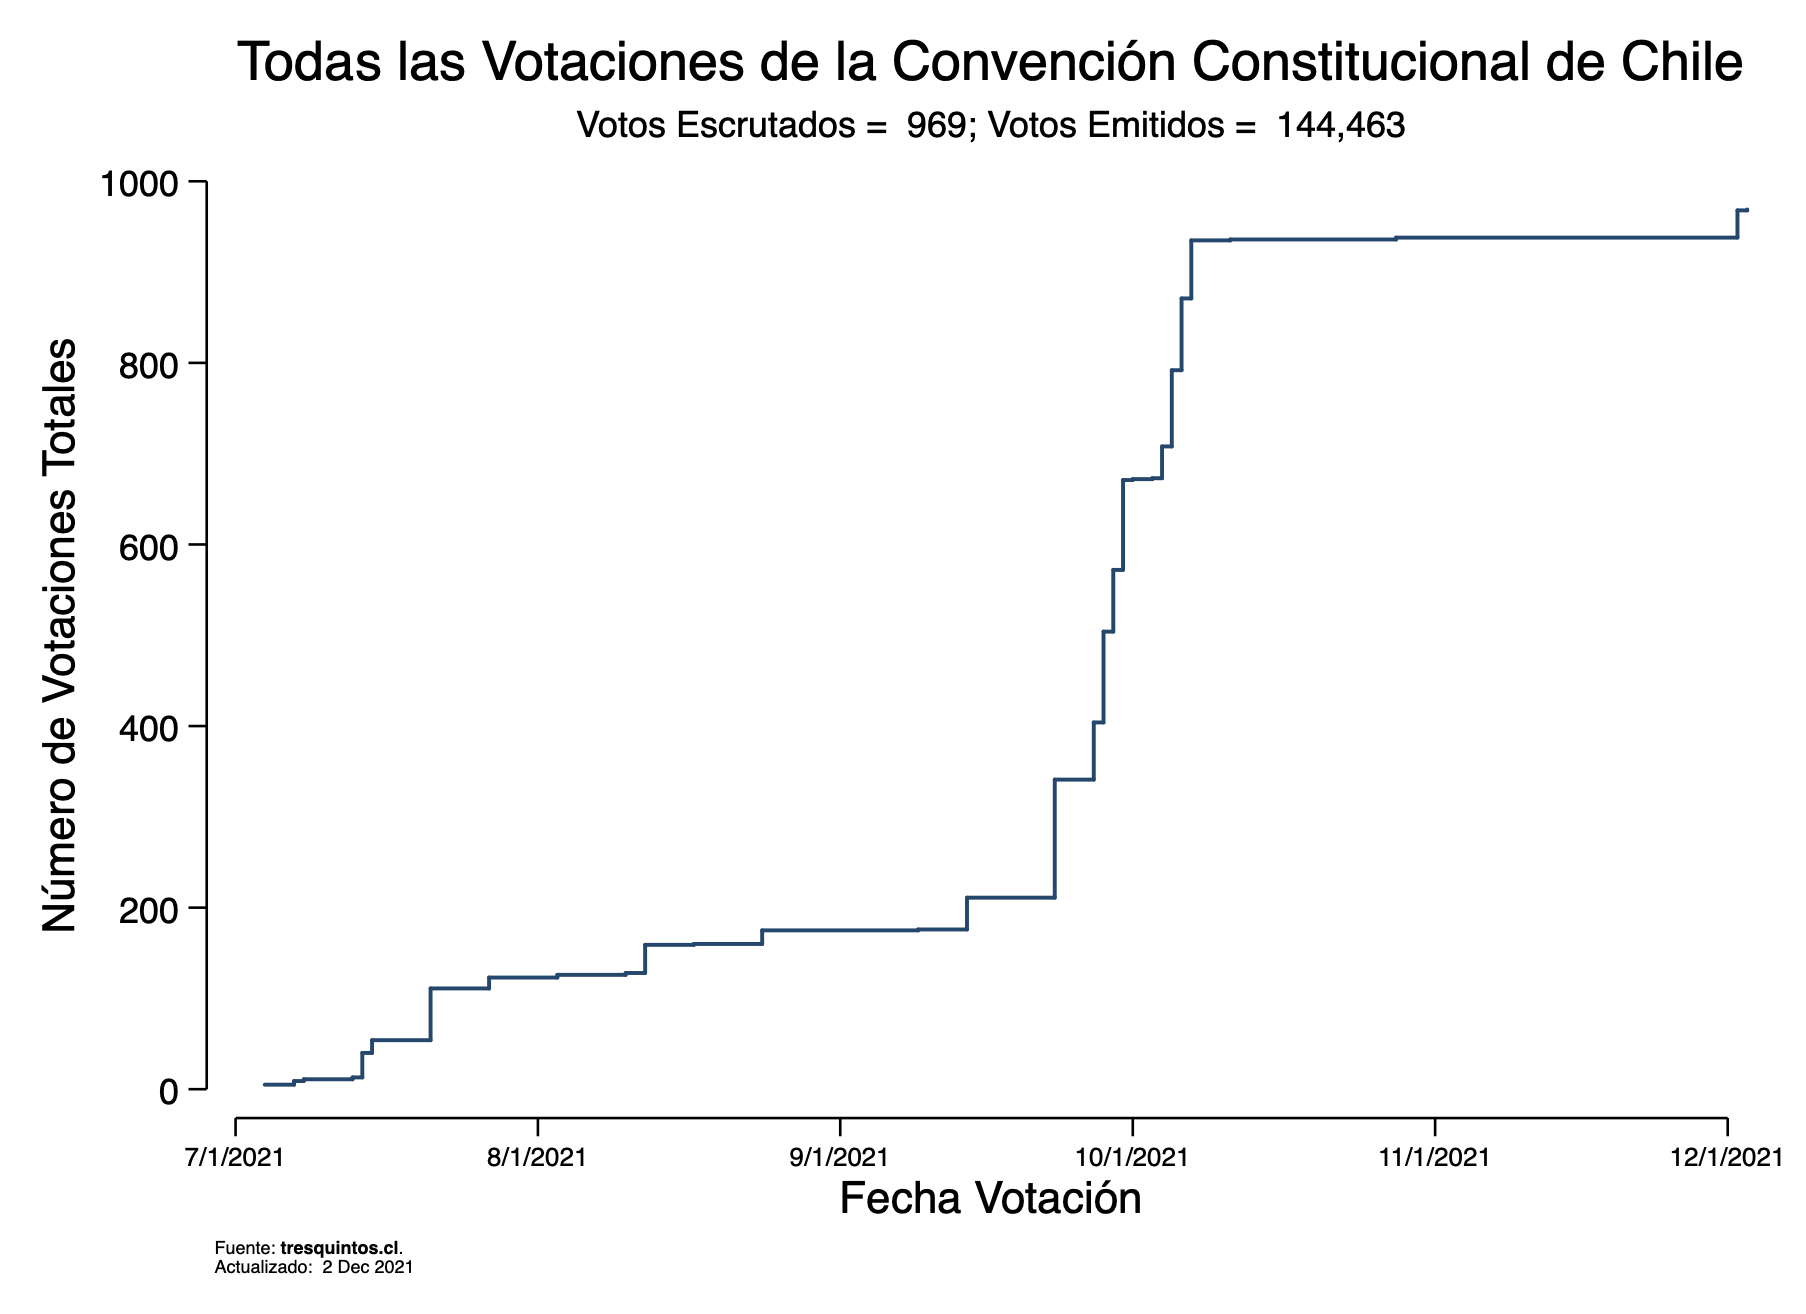 Todas las Votaciones de la Convención Constitucional de Chile
Votos Escrutados =  969; Votos Emitidos =  144,463
Número de Votaciones Totales
1000
800
600
400
200
0
7/1/2021 8/1/2021 9/1/2021 10/1/2021 11/1/2021 12/1/2021
Fecha Votación
Fuente: tresquintos.cl.
Actualizado:  2 Dec 2021